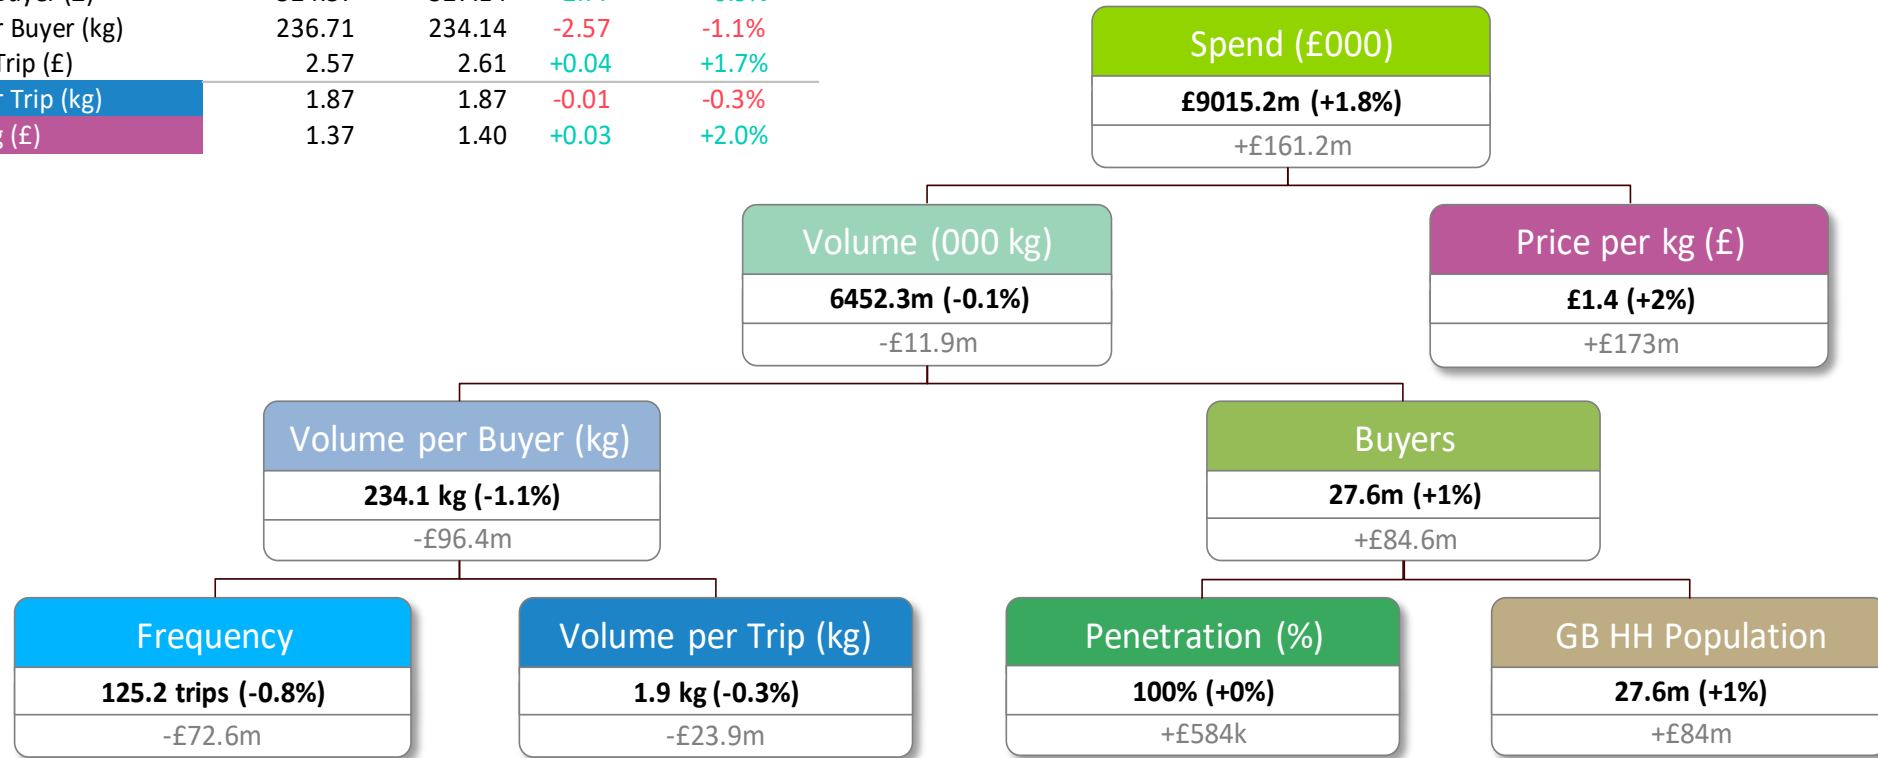 r Buyer (kg) 236.71 234.14 -2.57 -1.1%
Trip (£) 2.57 2.61 +0.04 +1.7%
r Trip (kg) 1.87 1.87 -0.01 -0.3%
(£) 1.37 1.40 +0.03 +2.0%
Spend (£000)
£9015.2m (+1.8%)
+£161.2m
Volume (000 kg)
6452.3m (-0.1%)
-£11.9m
Price per kg (£)
£1.4 (+2%)
+£173m
Volume per Buyer (kg)
234.1 kg (-1.1%)
-£96.4m
Buyers
27.6m (+1%)
+£84.6m
Frequency
125.2 trips (-0.8%)
-£72.6m
Volume per Trip (kg)
1.9 kg (-0.3%)
-£23.9m
Penetration (%)
100% (+0%)
+£584k
GB HH Population
27.6m (+1%)
+£84m